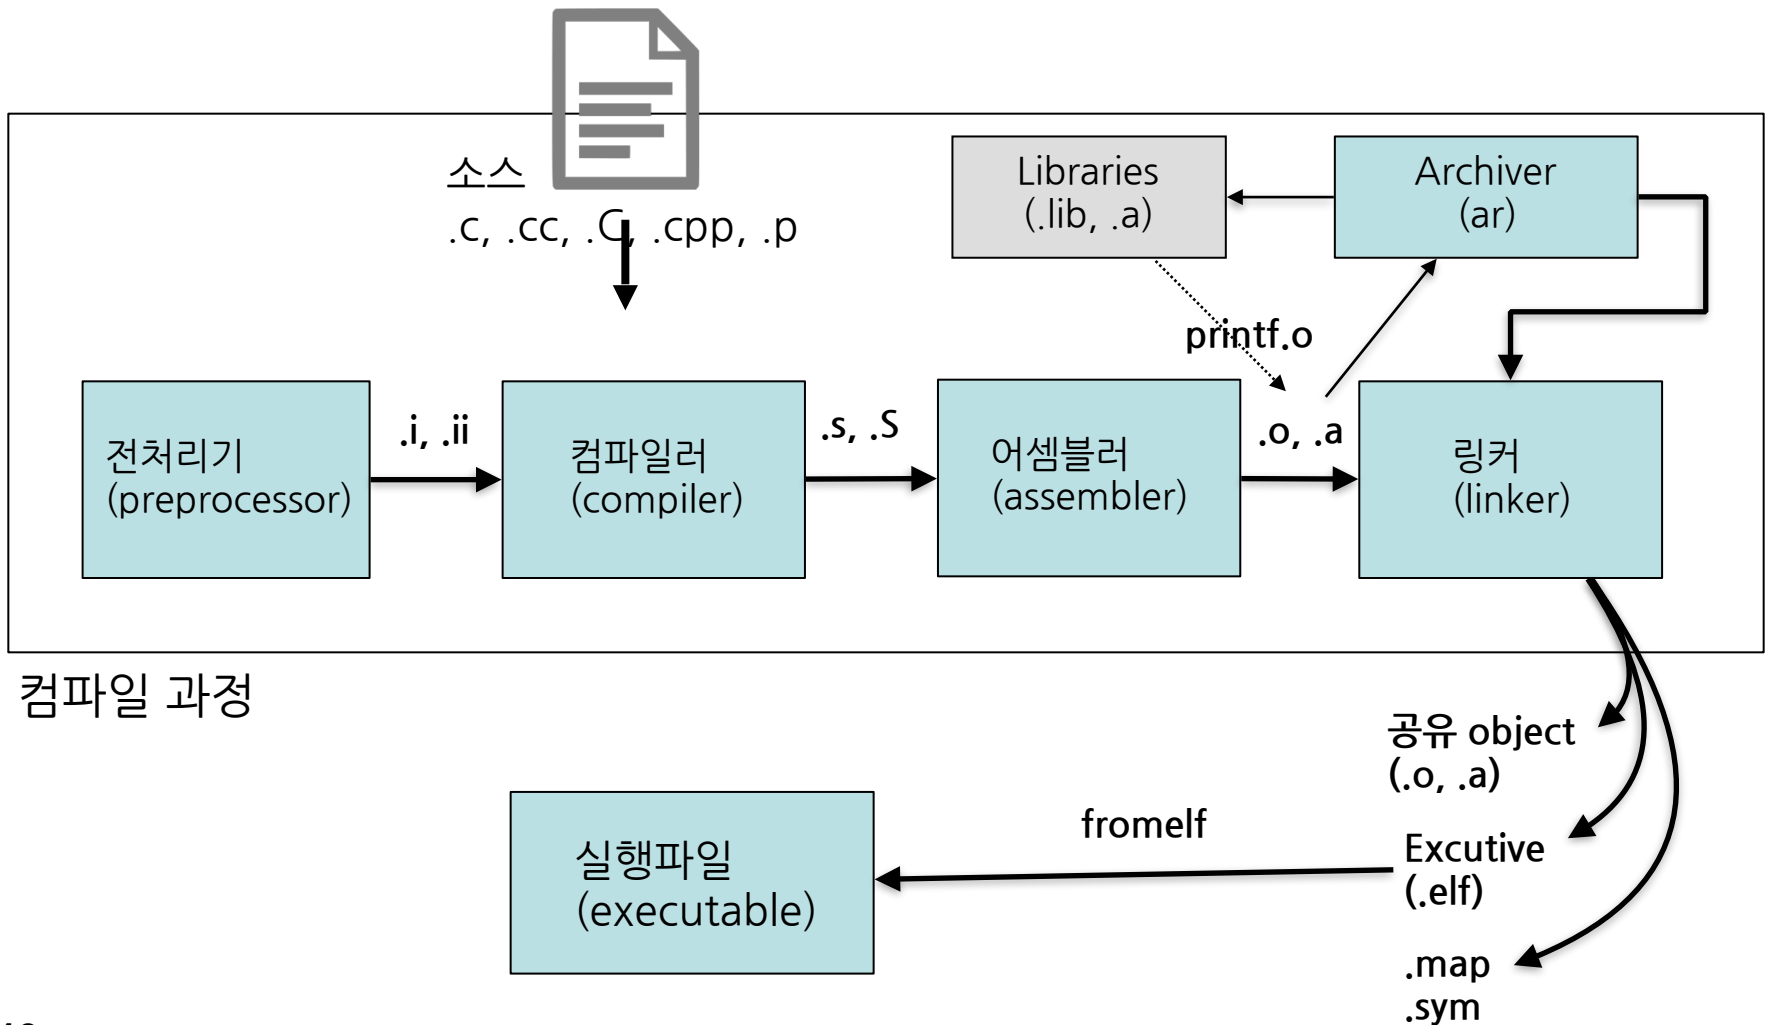 소스
.c, .cc, .C, .cpp, .p
Libraries
(.lib, .a)
Archiver
(ar)
printf.o
전처리기
(preprocessor)
.i, .ii
컴파일러
(compiler)
.s, .S
어셈블러
(assembler)
.o, .a
링커
(linker)
컴파일 과정
공유 object
(.o, .a)
fromelf
Excutive
(.elf)
실행파일
(executable)
.map
.sym